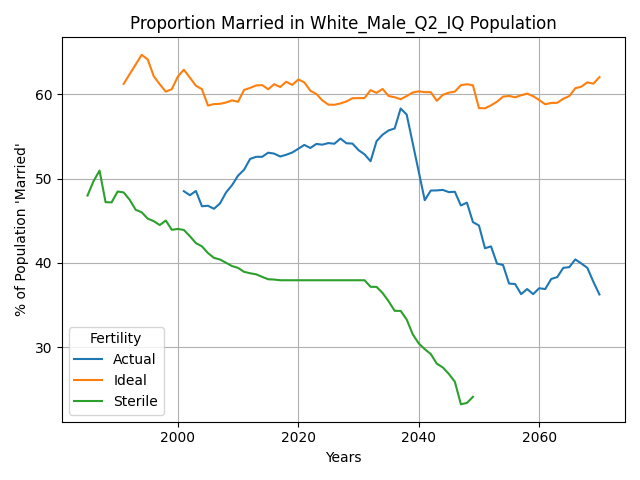 Proportion Married in White_Male_Q2_IQ Population
% of Population 'Married'
60
50
40
30
Fertility
Actual
Ideal
Sterile
2000 2020 2040 2060
Years